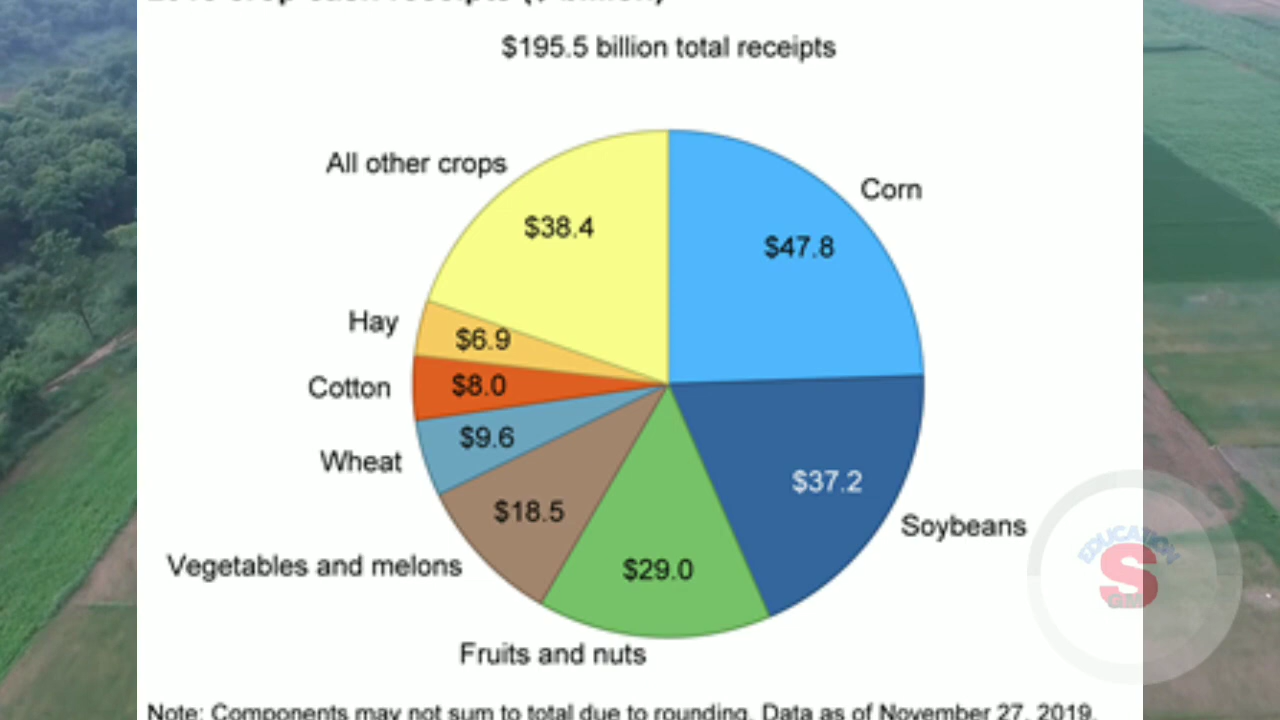 $195.5 billion total receipts
All other crops
Corn
$38.4
$47.8
Hay
$6.9
Cotton
$8.0
Wheat
$9.6
$37.2
$18.5
Soybeans
Vegetables and melons
$29.0
Fruits and nuts
EDUCATION
S
GM
Note: Components may not sum to total due to rounding. Data as of November 27, 2019.